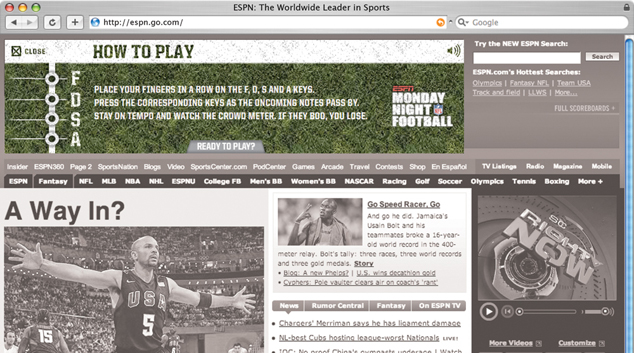 ESPN: The Worldwide Leader in Sports
http://espn.go.com/
Google
CLOSE
HOW TO PLAY
F
D
S
A
PLACE YOUR FINGERS IN A ROW ON THE F, D, S AND A KEYS.
PRESS THE CORRESPONDING KEYS AS THE ONCOMING NOTES PASS BY.
STAY ON TEMPO AND WATCH THE CROWD METER. IF THEY BOO, YOU LOSE.
READY TO PLAY?
ESPN
MONDAY
NIGHT
FOOTBALL
Try the NEW ESPN Search:
Search
ESPN.com's Hottest Searches:
Olympics | Fantasy NFL | Team USA
Track and field | LLWS | More...
FULL SCOREBOARDS
Insider ESPN360 Page 2 SportsNation Blogs Video SportsCenter.com PodCenter Games Arcade Travel Contests Shop En Español TV Listings Radio Magazine Mobile
ESPN Fantasy NFL MLB NBA NHL ESPNU College FB Men's BB Women's BB NASCAR Racing Golf Soccer Olympics Tennis Boxing More +
A Way In?
15
USA
5
Go Speed Racer, Go
And go he did. Jamaica's
Usain Bolt and his
teammates broke a 16-year-
old world record in the 400-
meter relay. Bolt's tally: three races, three world records
and three gold medals. Story
• Blog: A new Phelps? | U.S. wins decathlon gold
• Cyphers: Pole vaulter clears air on coach's 'rant'
News Rumor Central Fantasy On ESPN TV
• Chargers' Merriman says he has ligament damage
• NL-best Cubs hosting league-worst Nationals LIVE!
• IOC: No proof China's gymnasts underage | Watch
RIGHT
NOW
More Videos
Customize